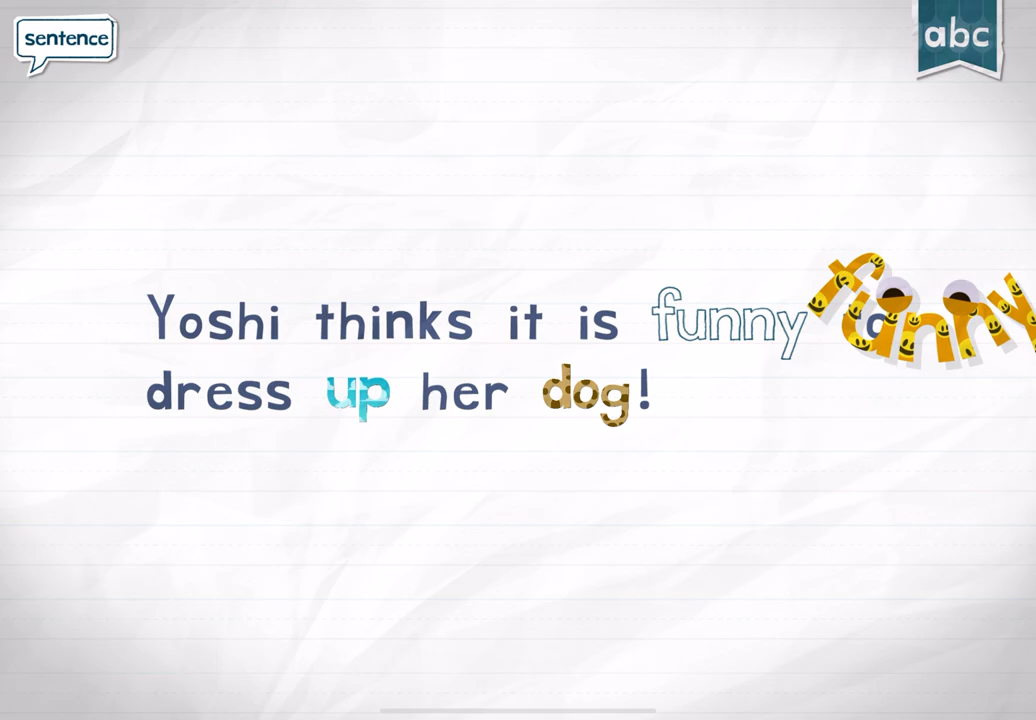 sentence
abc
Yoshi thinks it is funny funny
dress up her dog!